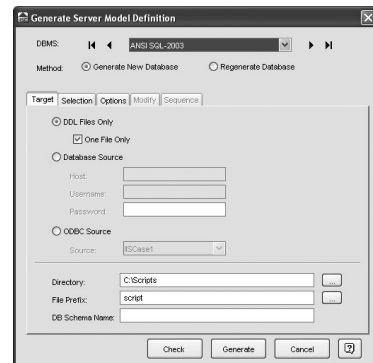 Generate Server Model Definition
DBMS: ANSI SQL-2003
Method: Generate New Database Regenerate Database
Target Selection Options Modify Sequence
DDL Files Only
One File Only
Database Source
Host:
Username:
Password:
ODBC Source
Source: IISCase1
Directory: C:\Scripts ...
File Prefix: script ...
DB Schema Name:
Check Generate Cancel ?